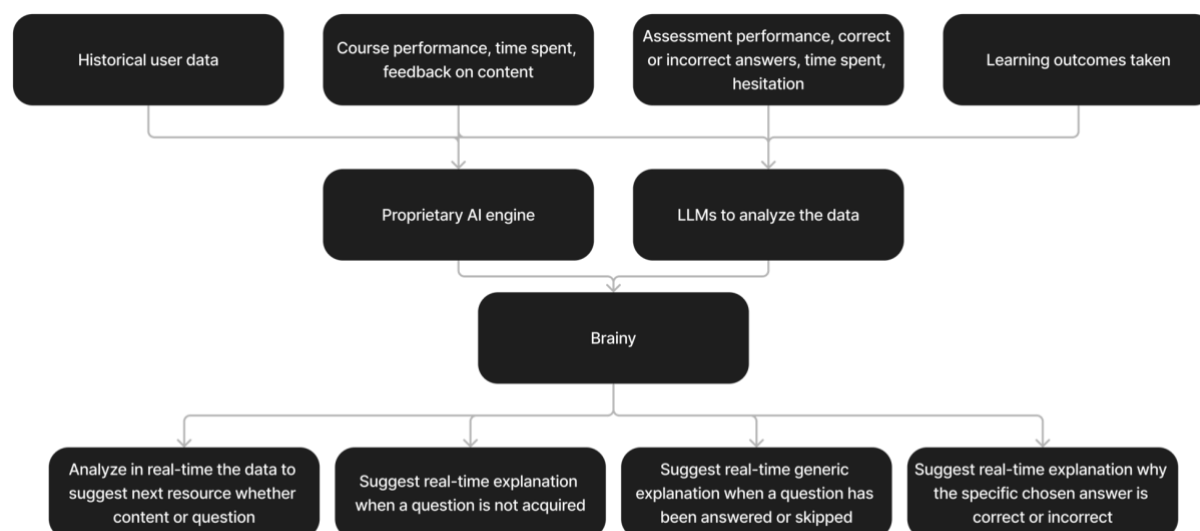 Historical user data
Course performance, time spent,
feedback on content
Assessment performance, correct
or incorrect answers, time spent,
hesitation
Learning outcomes taken
Proprietary AI engine
LLMs to analyze the data
Brainy
Analyze in real-time the data to
suggest next resource whether
content or question
Suggest real-time explanation
when a question is not acquired
Suggest real-time generic
explanation when a question has
been answered or skipped
Suggest real-time explanation why
the specific chosen answer is
correct or incorrect